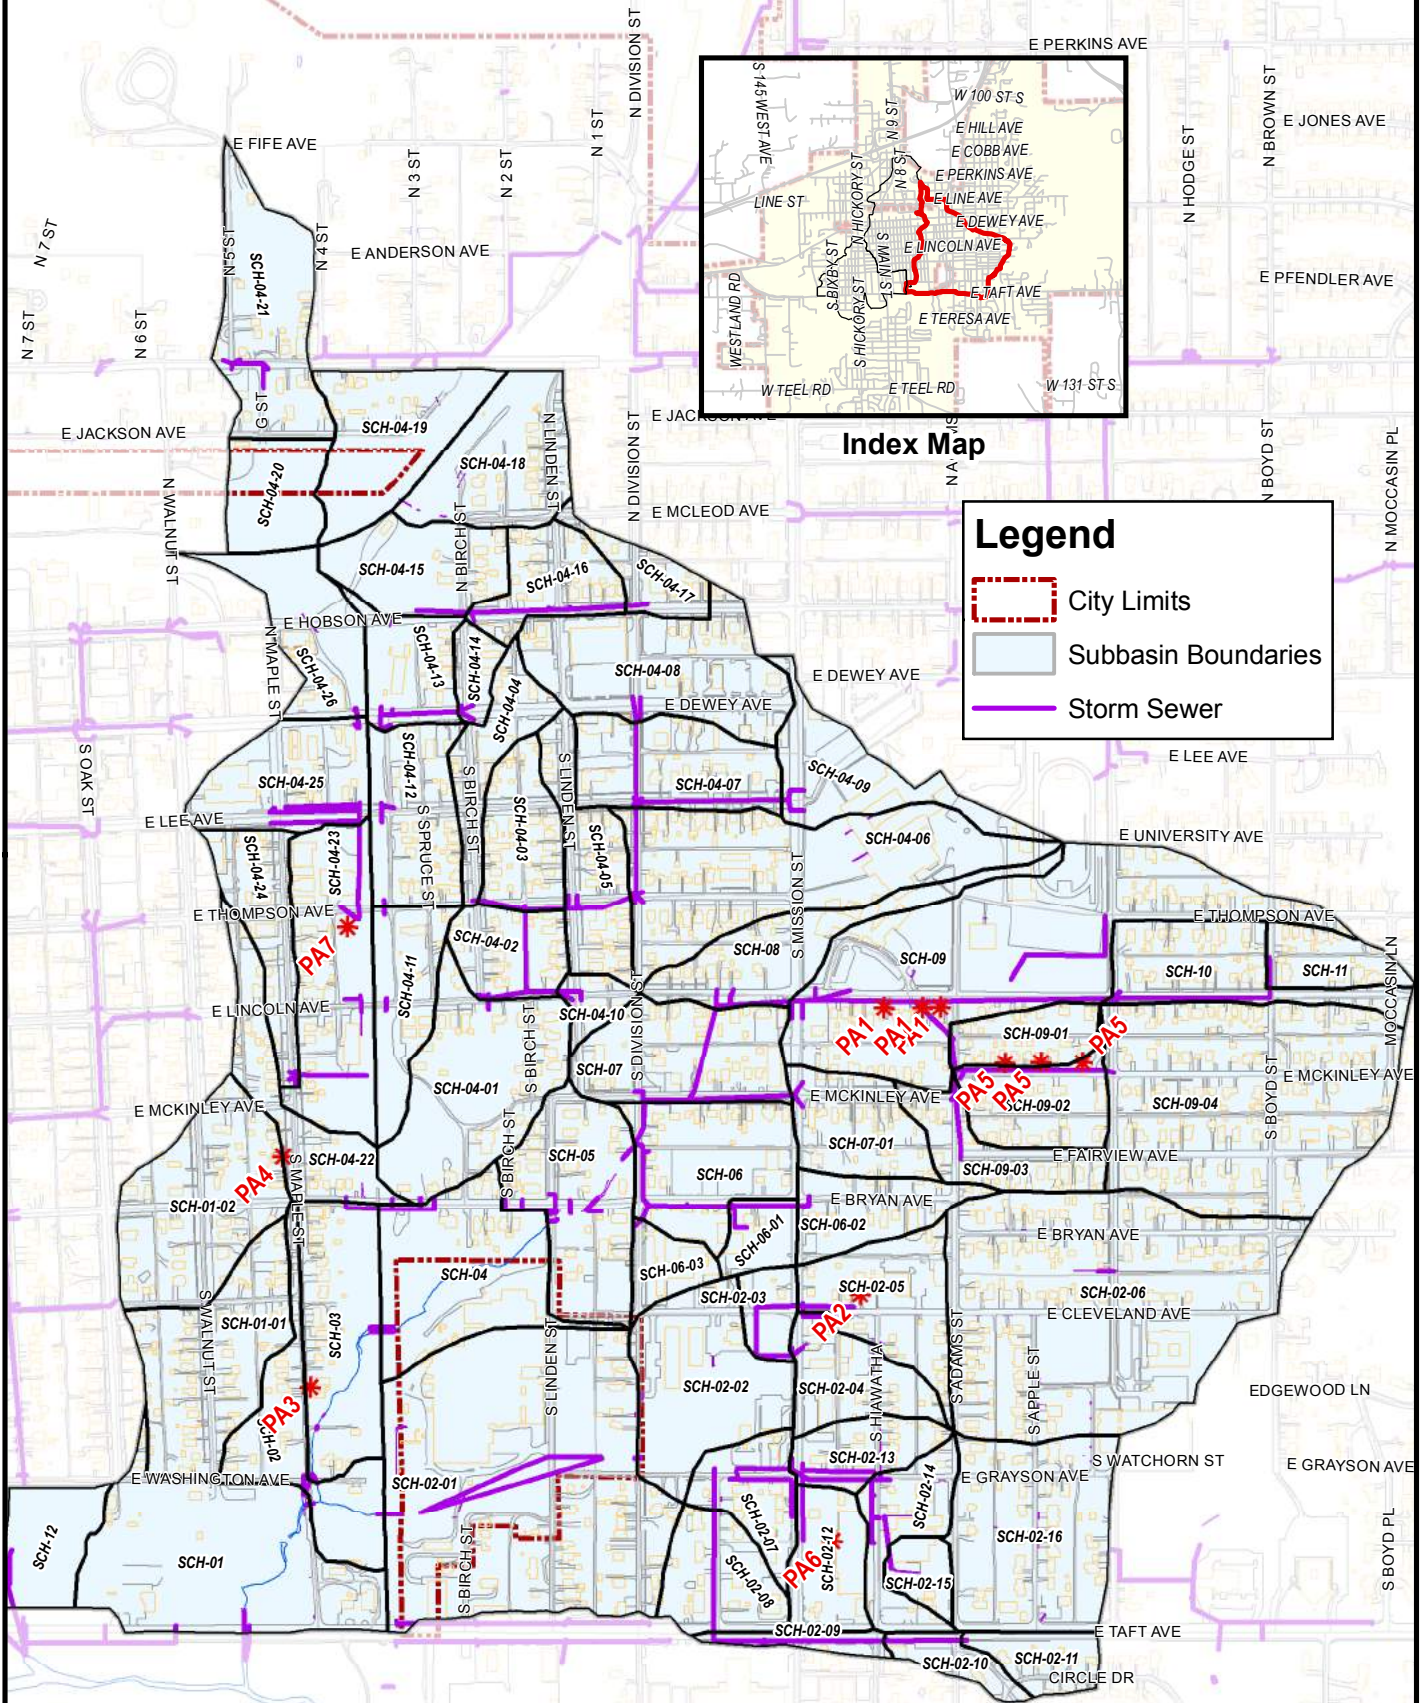 N DIVISION ST
E PERKINS AVE
N BROWN ST
E JONES AVE
N 1 ST
E FIFE AVE
N 3 ST
N 2 ST
N HODGE ST
N 7 ST
N 5 ST
N 4 ST
E ANDERSON AVE
SCH-04-21
E PFENDLER AVE
N 7 ST
N 6 ST
S 145 WEST AVE
W 100 ST S
N 9 ST
E HILL AVE
E COBB AVE
N 8 ST
N HICKORY ST
E PERKINS AVE
LINE ST
E LINE AVE
E DEWEY AVE
S MAIN ST
E LINCOLN AVE
S BIXBY ST
WESTLAND RD
S HICKORY ST
E TAFT AVE
E TERESA AVE
W TEEL RD
E TEEL RD
W 131 ST S
Index Map
G ST
E JACKSON AVE
SCH-04-19
N LINDEN ST
N DIVISION ST
E JACKSON AVE
SCH-04-18
SCH-04-20
N BOYD ST
N MOCCASIN PL
N WALNUT ST
N BIRCH ST
E MCLEOD AVE
Legend
City Limits
Subbasin Boundaries
Storm Sewer
SCH-04-15
SCH-04-16
SCH-04-17
E HOBSON AVE
N MAPLE ST
SCH-04-26
SCH-04-13
SCH-04-14
SCH-04-04
SCH-04-08
E DEWEY AVE
E DEWEY AVE
S OAK ST
SCH-04-25
SCH-04-12
S BIRCH ST
S LINDEN ST
SCH-04-07
SCH-04-09
E LEE AVE
E LEE AVE
S SPRUCE ST
SCH-04-03
SCH-04-05
SCH-04-06
E UNIVERSITY AVE
SCH-04-24
SCH-04-23
E THOMPSON AVE
PA7
SCH-04-02
SCH-08
S MISSION ST
SCH-09
E THOMPSON AVE
SCH-10
SCH-11
MOCCASIN LN
SCH-04-11
E LINCOLN AVE
S BIRCH ST
SCH-04-10
S DIVISION ST
PA1
PA1
PA1
SCH-09-01
PA5
SCH-07
SCH-04-01
E MCKINLEY AVE
E MCKINLEY AVE
PA5
PA5
SCH-09-02
SCH-09-04
S BOYD ST
E MCKINLEY AVE
PA4
S MAPLE ST
SCH-04-22
S BIRCH ST
SCH-05
SCH-06
SCH-07-01
SCH-09-03
E FAIRVIEW AVE
SCH-01-02
E BRYAN AVE
SCH-06-01
SCH-06-02
E BRYAN AVE
SCH-04
SCH-06-03
SCH-02-03
SCH-02-05
SCH-02-06
E CLEVELAND AVE
PA2
S WALNUT ST
SCH-01-01
SCH-03
S LINDEN ST
SCH-02-02
SCH-02-04
S HIAWATHA
S ADAMS ST
S APPLE ST
EDGEWOOD LN
PA3
SCH-02
E WASHINGTON AVE
SCH-02-01
SCH-02-13
SCH-02-14
E GRAYSON AVE
S WATCHORN ST
E GRAYSON AVE
SCH-12
SCH-01
S BIRCH ST
SCH-02-07
SCH-02-08
PA6
SCH-02-12
SCH-02-15
SCH-02-16
S BOYD PL
SCH-02-09
E TAFT AVE
SCH-02-10
SCH-02-11
CIRCLE DR